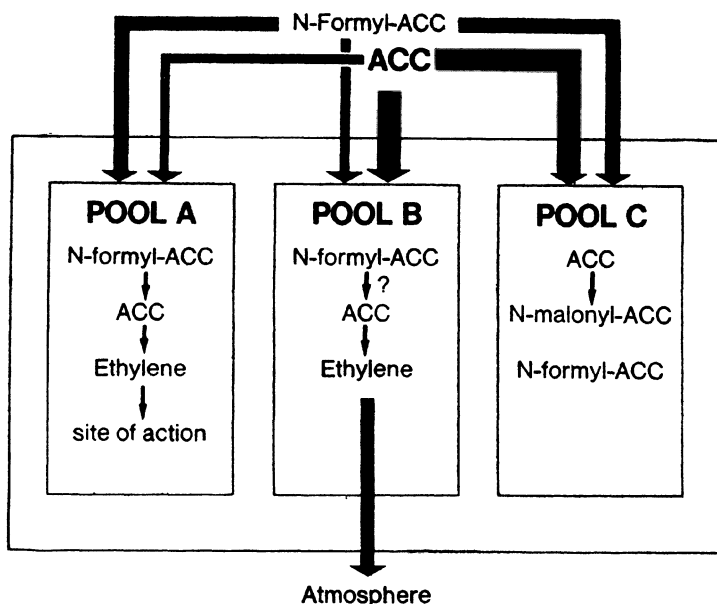 N-Formyl-ACC
ACC
POOL A
N-formyl-ACC
ACC
Ethylene
site of action
POOL B
N-formyl-ACC
?
ACC
Ethylene
POOL C
ACC
N-malonyl-ACC
N-formyl-ACC
Atmosphere